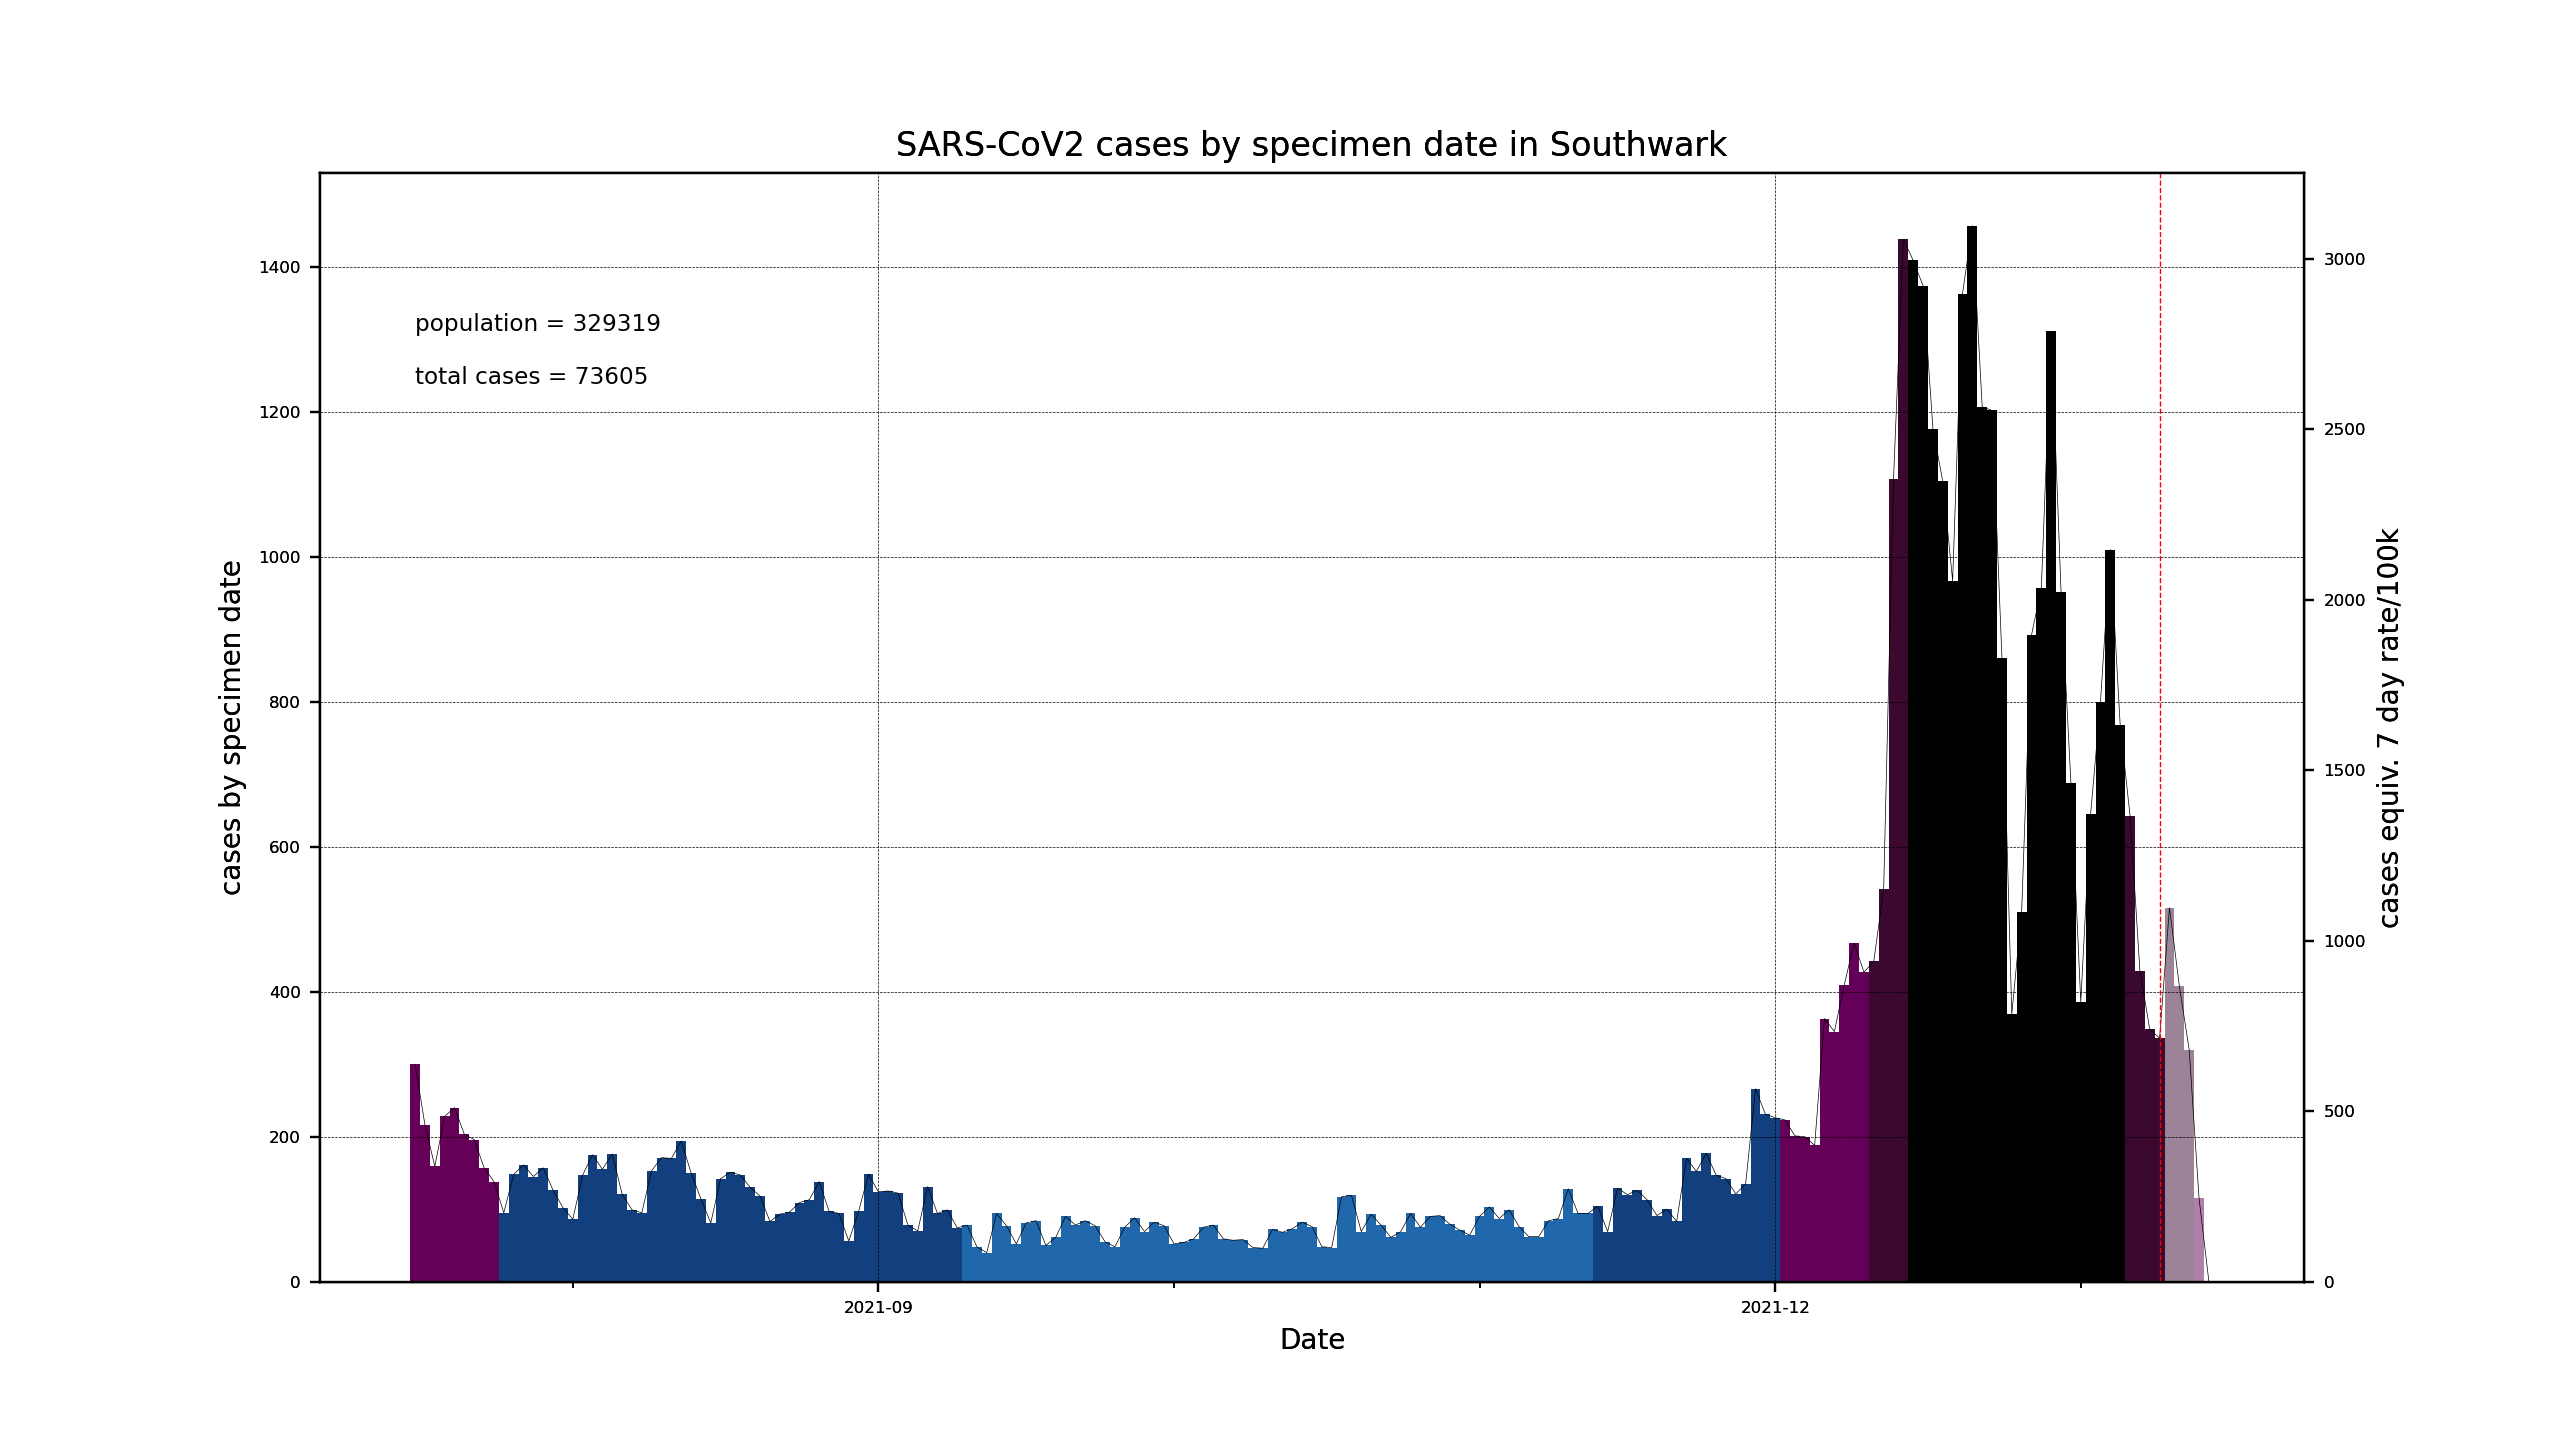 SARS-CoV2 cases by specimen date in Southwark
population = 329319
total cases = 73605
cases by specimen date
1400
1200
1000
800
600
400
200
0
3000
2500
2000
1500
1000
500
0
cases equiv. 7 day rate/100k
2021-09
2021-12
Date